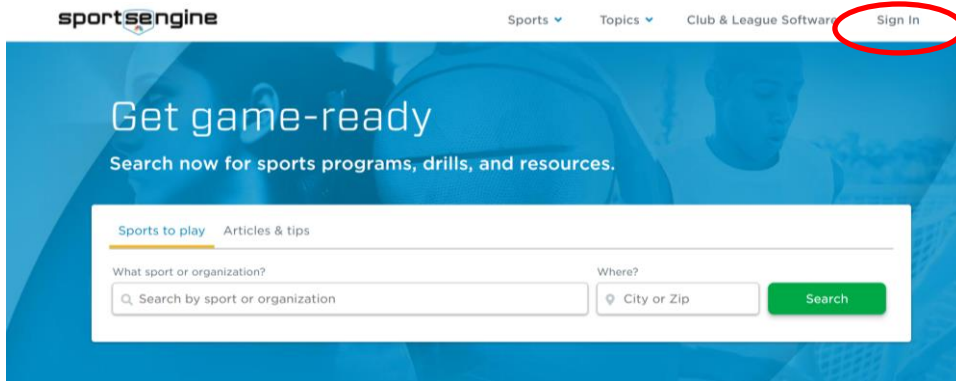 sportsengine
Sports Topics Club & League Software Sign In
Get game-ready
Search now for sports programs, drills, and resources.
Sports to play Articles & tips
What sport or organization? Where?
Search by sport or organization City or Zip Search